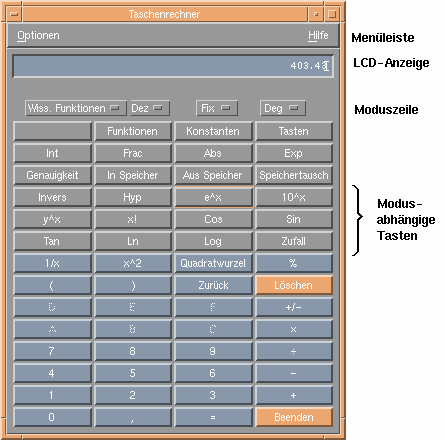 Taschenrechner
Optionen Hilfe
Menüleiste
403.43
LCD-Anzeige
Wiss. Funktionen Dez Fix Deg
Moduszeile
Funktionen Konstanten Tasten
Int Frac Abs Exp
Genauigkeit In Speicher Aus Speicher Speichertausch
Invers Hyp e^x 10^x
y^x x! Cos Sin
Tan Ln Log Zufall
Modus-
abhängige
Tasten
1/x x^2 Quadratwurzel %
( ) Zurück Löschen
D E F +/-
A B C ×
7 8 9 ÷
4 5 6 -
1 2 3 +
0 , = Beenden